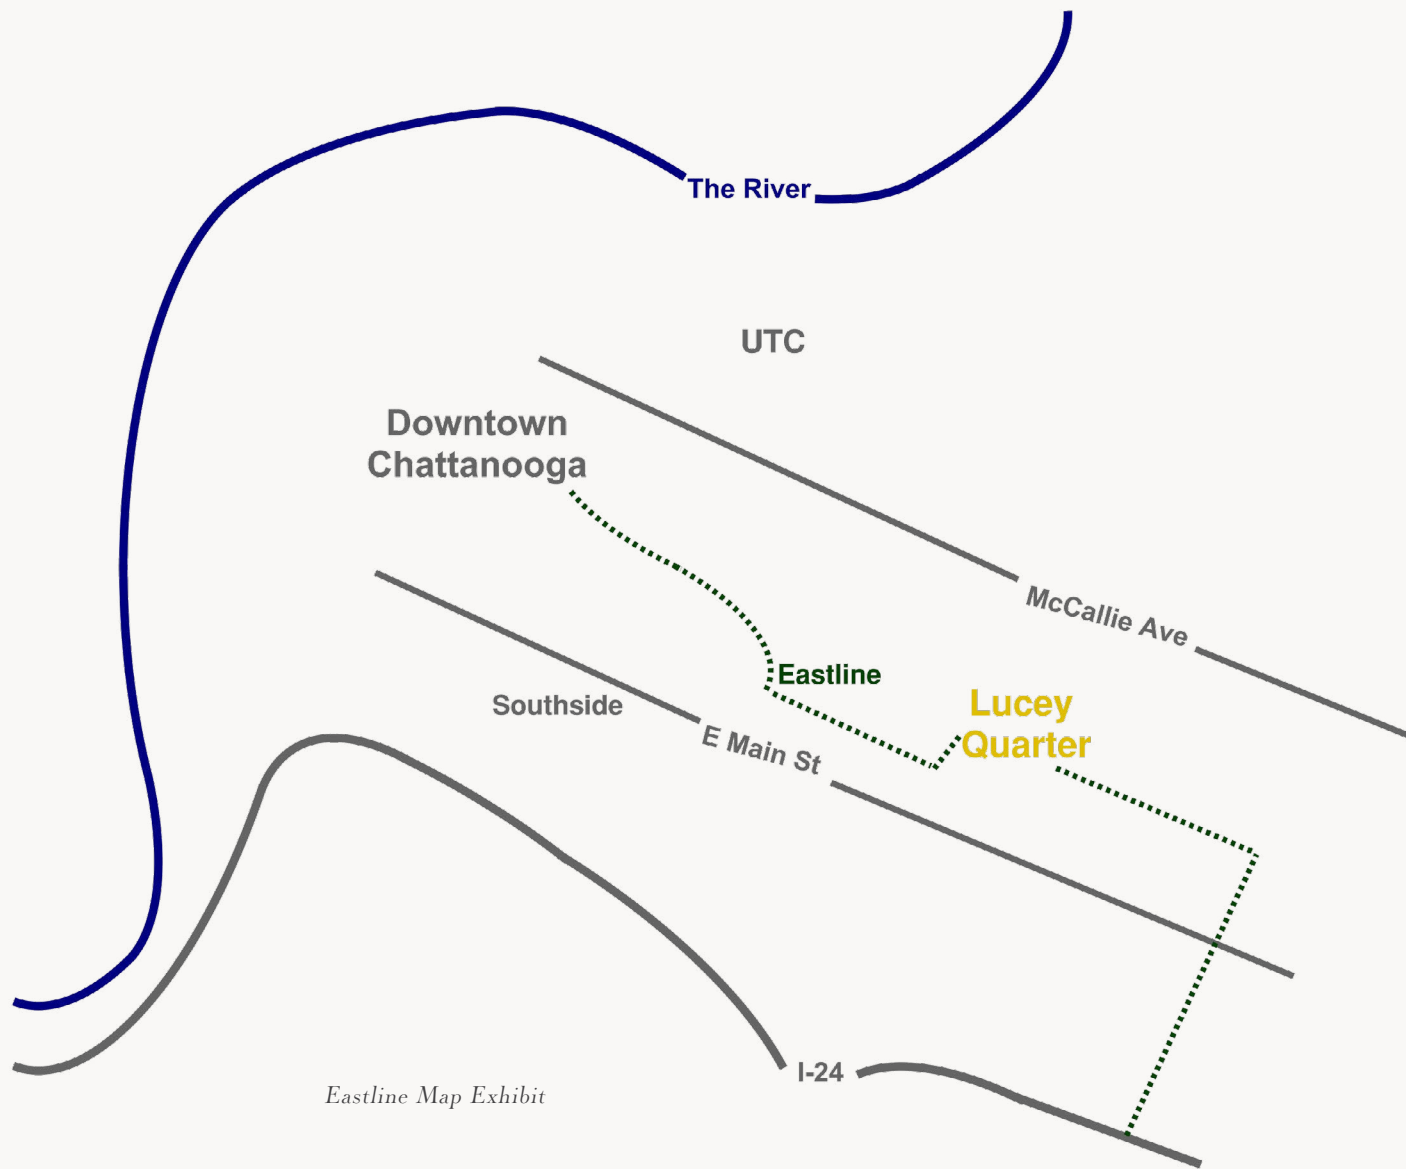 The River
UTC
Downtown
Chattanooga
McCallie Ave
Eastline
Lucey
Quarter
Southside
E Main St
I-24
Eastline Map Exhibit